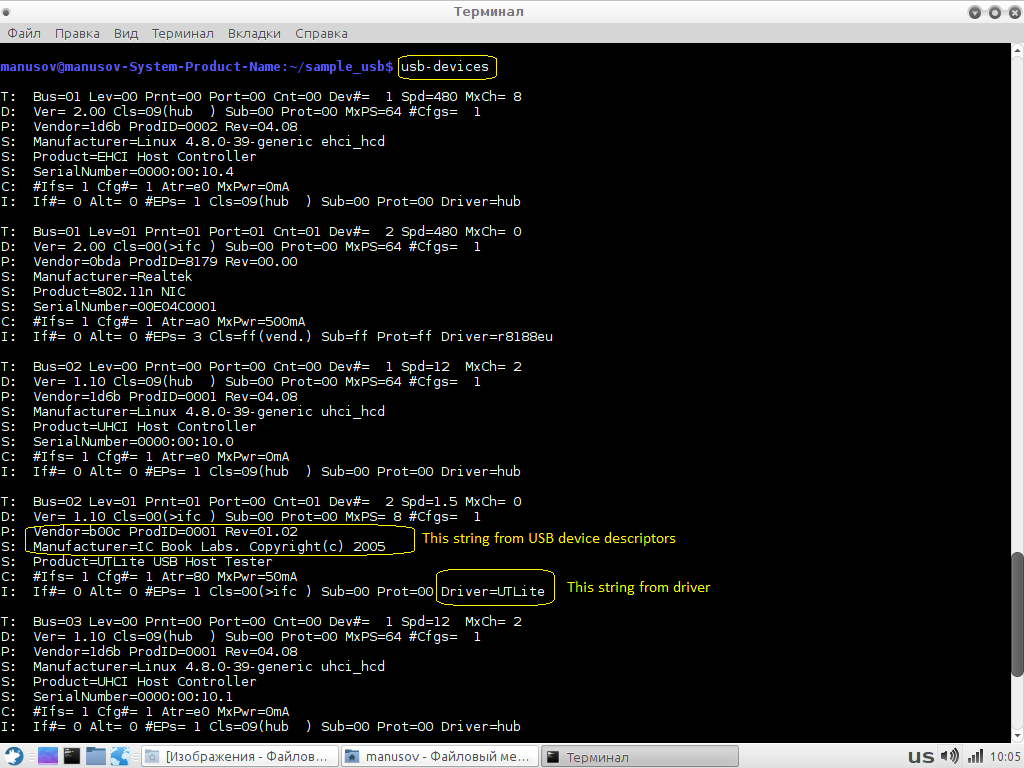 Терминал
Файл Правка Вид Терминал Вкладки Справка
manusov@manusov-System-Product-Name:~/sample_usb$ usb-devices
T:  Bus=01 Lev=00 Prnt=00 Port=00 Cnt=00 Dev#=  1 Spd=480 MxCh= 8
D:  Ver= 2.00 Cls=09(hub  ) Sub=00 Prot=00 MxPS=64 #Cfgs=  1
P:  Vendor=1d6b ProdID=0002 Rev=04.08
S:  Manufacturer=Linux 4.8.0-39-generic ehci_hcd
S:  Product=EHCI Host Controller
S:  SerialNumber=0000:00:10.4
C:  #Ifs= 1 Cfg#= 1 Atr=e0 MxPwr=0mA
I:  If#= 0 Alt= 0 #EPs= 1 Cls=09(hub  ) Sub=00 Prot=00 Driver=hub
T:  Bus=01 Lev=01 Prnt=01 Port=01 Cnt=01 Dev#=  2 Spd=480 MxCh= 0
D:  Ver= 2.00 Cls=00(>ifc ) Sub=00 Prot=00 MxPS=64 #Cfgs=  1
P:  Vendor=0bda ProdID=8179 Rev=00.00
S:  Manufacturer=Realtek
S:  Product=802.11n NIC
S:  SerialNumber=00E04C0001
C:  #Ifs= 1 Cfg#= 1 Atr=a0 MxPwr=500mA
I:  If#= 0 Alt= 0 #EPs= 3 Cls=ff(vend.) Sub=ff Prot=ff Driver=r8188eu
T:  Bus=02 Lev=00 Prnt=00 Port=00 Cnt=00 Dev#=  1 Spd=12  MxCh= 2
D:  Ver= 1.10 Cls=09(hub  ) Sub=00 Prot=00 MxPS=64 #Cfgs=  1
P:  Vendor=1d6b ProdID=0001 Rev=04.08
S:  Manufacturer=Linux 4.8.0-39-generic uhci_hcd
S:  Product=UHCI Host Controller
S:  SerialNumber=0000:00:10.0
C:  #Ifs= 1 Cfg#= 1 Atr=e0 MxPwr=0mA
I:  If#= 0 Alt= 0 #EPs= 1 Cls=09(hub  ) Sub=00 Prot=00 Driver=hub
T:  Bus=02 Lev=01 Prnt=01 Port=00 Cnt=01 Dev#=  2 Spd=1.5 MxCh= 0
D:  Ver= 1.10 Cls=00(>ifc ) Sub=00 Prot=00 MxPS= 8 #Cfgs=  1
P:  Vendor=b00c ProdID=0001 Rev=01.02
S:  Manufacturer=IC Book Labs. Copyright(c) 2005 This string from USB device descriptors
S:  Product=UTLite USB Host Tester
C:  #Ifs= 1 Cfg#= 1 Atr=80 MxPwr=50mA
I:  If#= 0 Alt= 0 #EPs= 1 Cls=00(>ifc ) Sub=00 Prot=00 Driver=UTLite This string from driver
T:  Bus=03 Lev=00 Prnt=00 Port=00 Cnt=00 Dev#=  1 Spd=12  MxCh= 2
D:  Ver= 1.10 Cls=09(hub  ) Sub=00 Prot=00 MxPS=64 #Cfgs=  1
P:  Vendor=1d6b ProdID=0001 Rev=04.08
S:  Manufacturer=Linux 4.8.0-39-generic uhci_hcd
S:  Product=UHCI Host Controller
S:  SerialNumber=0000:00:10.1
C:  #Ifs= 1 Cfg#= 1 Atr=e0 MxPwr=0mA
I:  If#= 0 Alt= 0 #EPs= 1 Cls=09(hub  ) Sub=00 Prot=00 Driver=hub
[Изображения - Файлов... manusov - Файловый ме... Терминал us 10:05